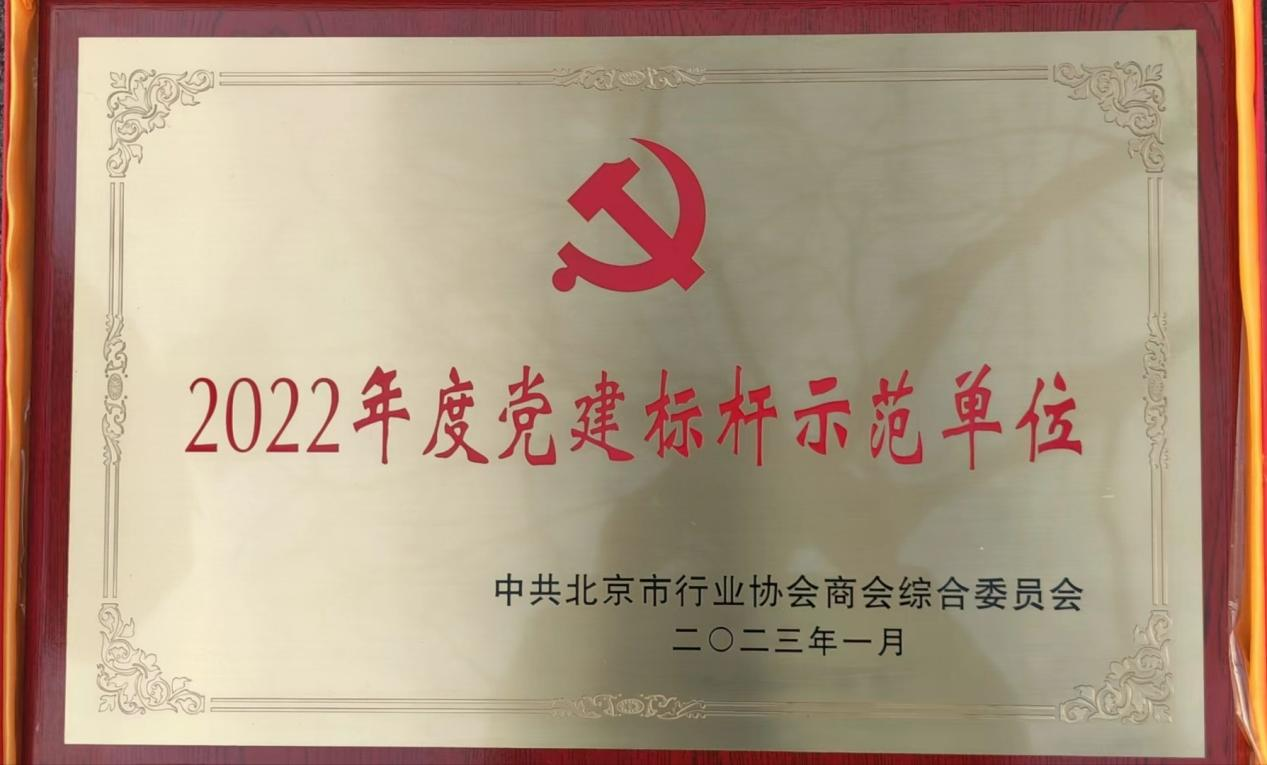 2022年度党建标杆示范单位
中共北京市行业协会商会综合委员会
二〇二三年一月